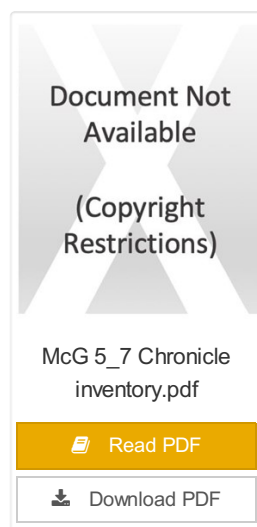 Document Not
Available
(Copyright
Restrictions)
McG 5_7 Chronicle
inventory.pdf
Read PDF
Download PDF